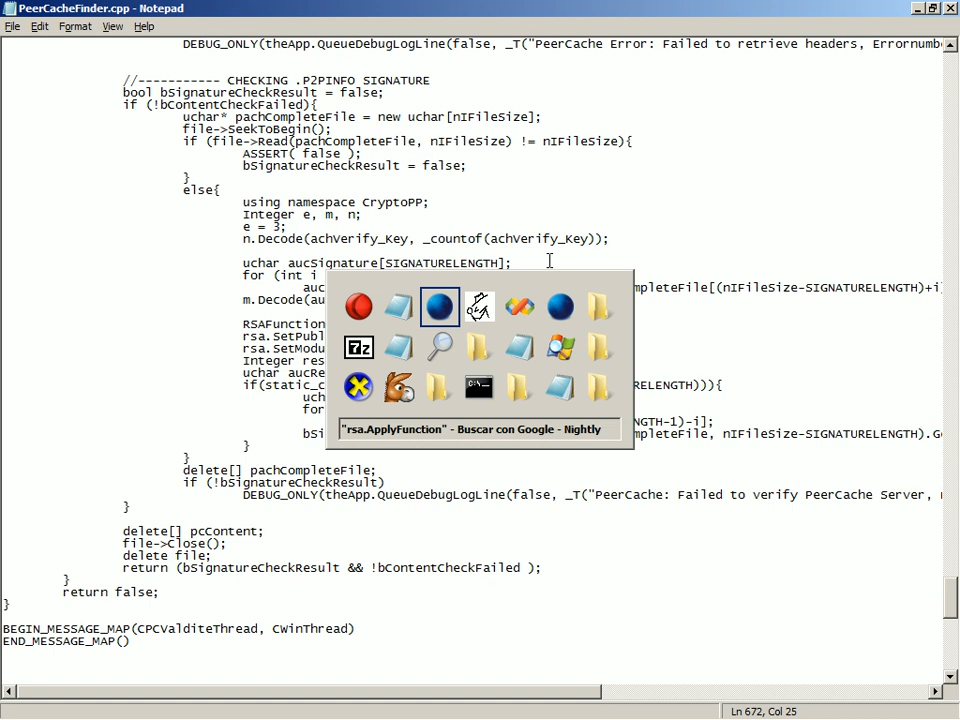 PeerCacheFinder.cpp - Notepad
File Edit Format View Help
DEBUG_ONLY(theApp.QueueDebugLogLine(false, _T("PeerCache Error: Failed to retrieve headers, Errornumb
//----------- CHECKING .P2PINFO SIGNATURE
bool bSignatureCheckResult = false;
if (!bContentCheckFailed){
uchar* pachCompleteFile = new uchar[nIFileSize];
file->SeekToBegin();
if (file->Read(pachCompleteFile, nIFileSize) != nIFileSize){
ASSERT( false );
bSignatureCheckResult = false;
}
else{
using namespace CryptoPP;
Integer e, m, n;
e = 3;
n.Decode(achVerify_Key, _countof(achVerify_Key));
uchar aucSignature[SIGNATURELENGTH];
for (int i
auc mpleteFile[(nIFileSize-SIGNATURELENGTH)+i
m.Decode(au
RSAFunction
rsa.SetPubl
rsa.SetModu
Integer res
uchar aucRe
if(static_c RELENGTH))){
uch
for
NGTH-1)-i];
bSi mpleteFile, nIFileSize-SIGNATURELENGTH).G
7z
C:\_
"rsa.ApplyFunction" - Buscar con Google - Nightly
}
}
delete[] pachCompleteFile;
if (!bSignatureCheckResult)
DEBUG_ONLY(theApp.QueueDebugLogLine(false, _T("PeerCache: Failed to verify PeerCache Server,
}
delete[] pcContent;
file->Close();
delete file;
return (bSignatureCheckResult && !bContentCheckFailed );
}
return false;
}
BEGIN_MESSAGE_MAP(CPCValditeThread, CWinThread)
END_MESSAGE_MAP()
Ln 672, Col 25